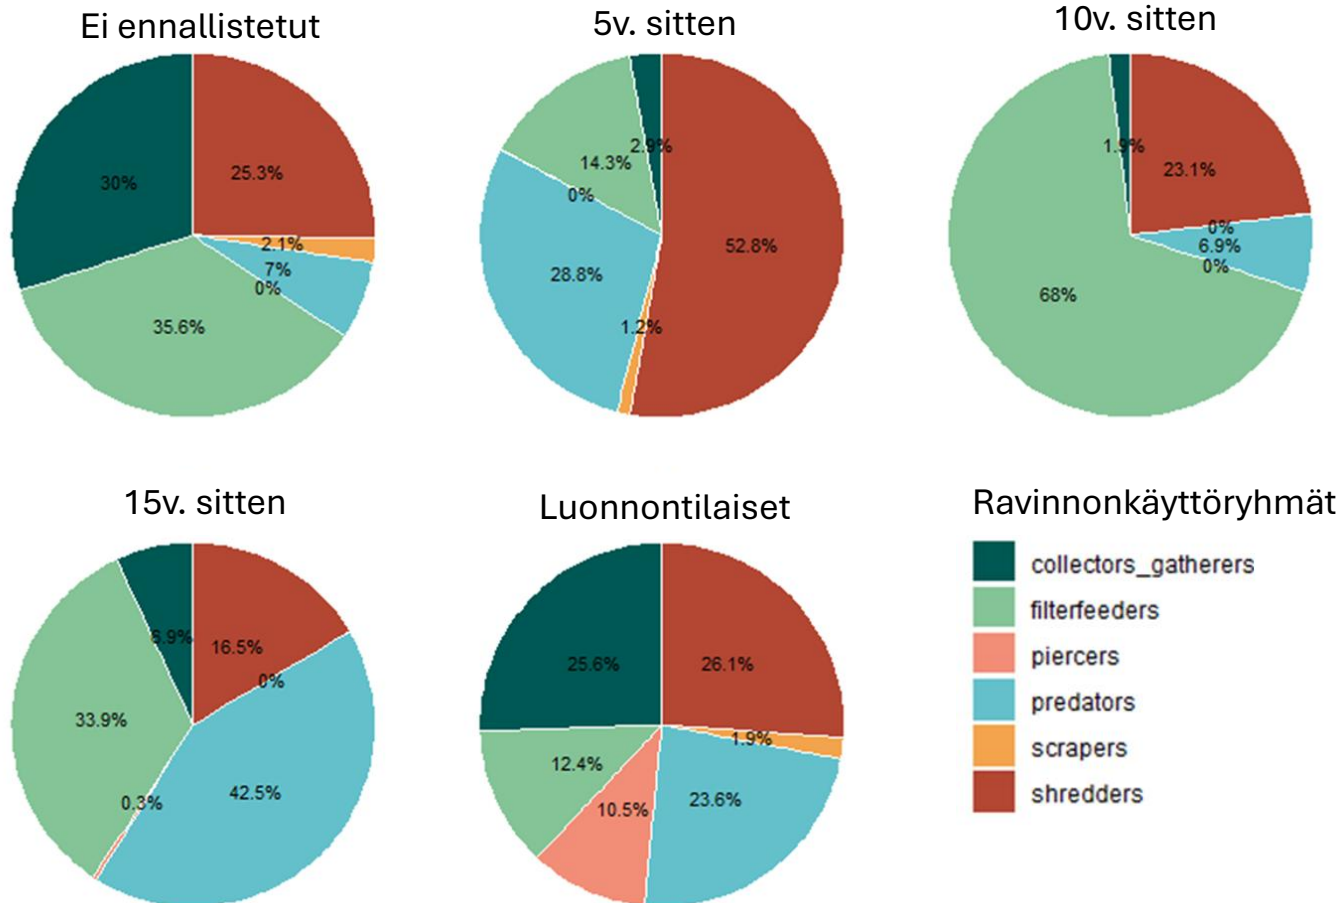 Ei ennallistetut
30%
25.3%
2.1%
7%
0%
35.6%
5v. sitten
2.9%
14.3%
0%
52.8%
28.8%
1.2%
10v. sitten
1.9%
23.1%
0%
6.9%
0%
68%
15v. sitten
6.9%
16.5%
0%
33.9%
42.5%
0.3%
Luonnontilaiset
25.6%
26.1%
1.9%
12.4%
23.6%
10.5%
Ravinnonkäyttöryhmät
collectors_gatherers
filterfeeders
piercers
predators
scrapers
shredders